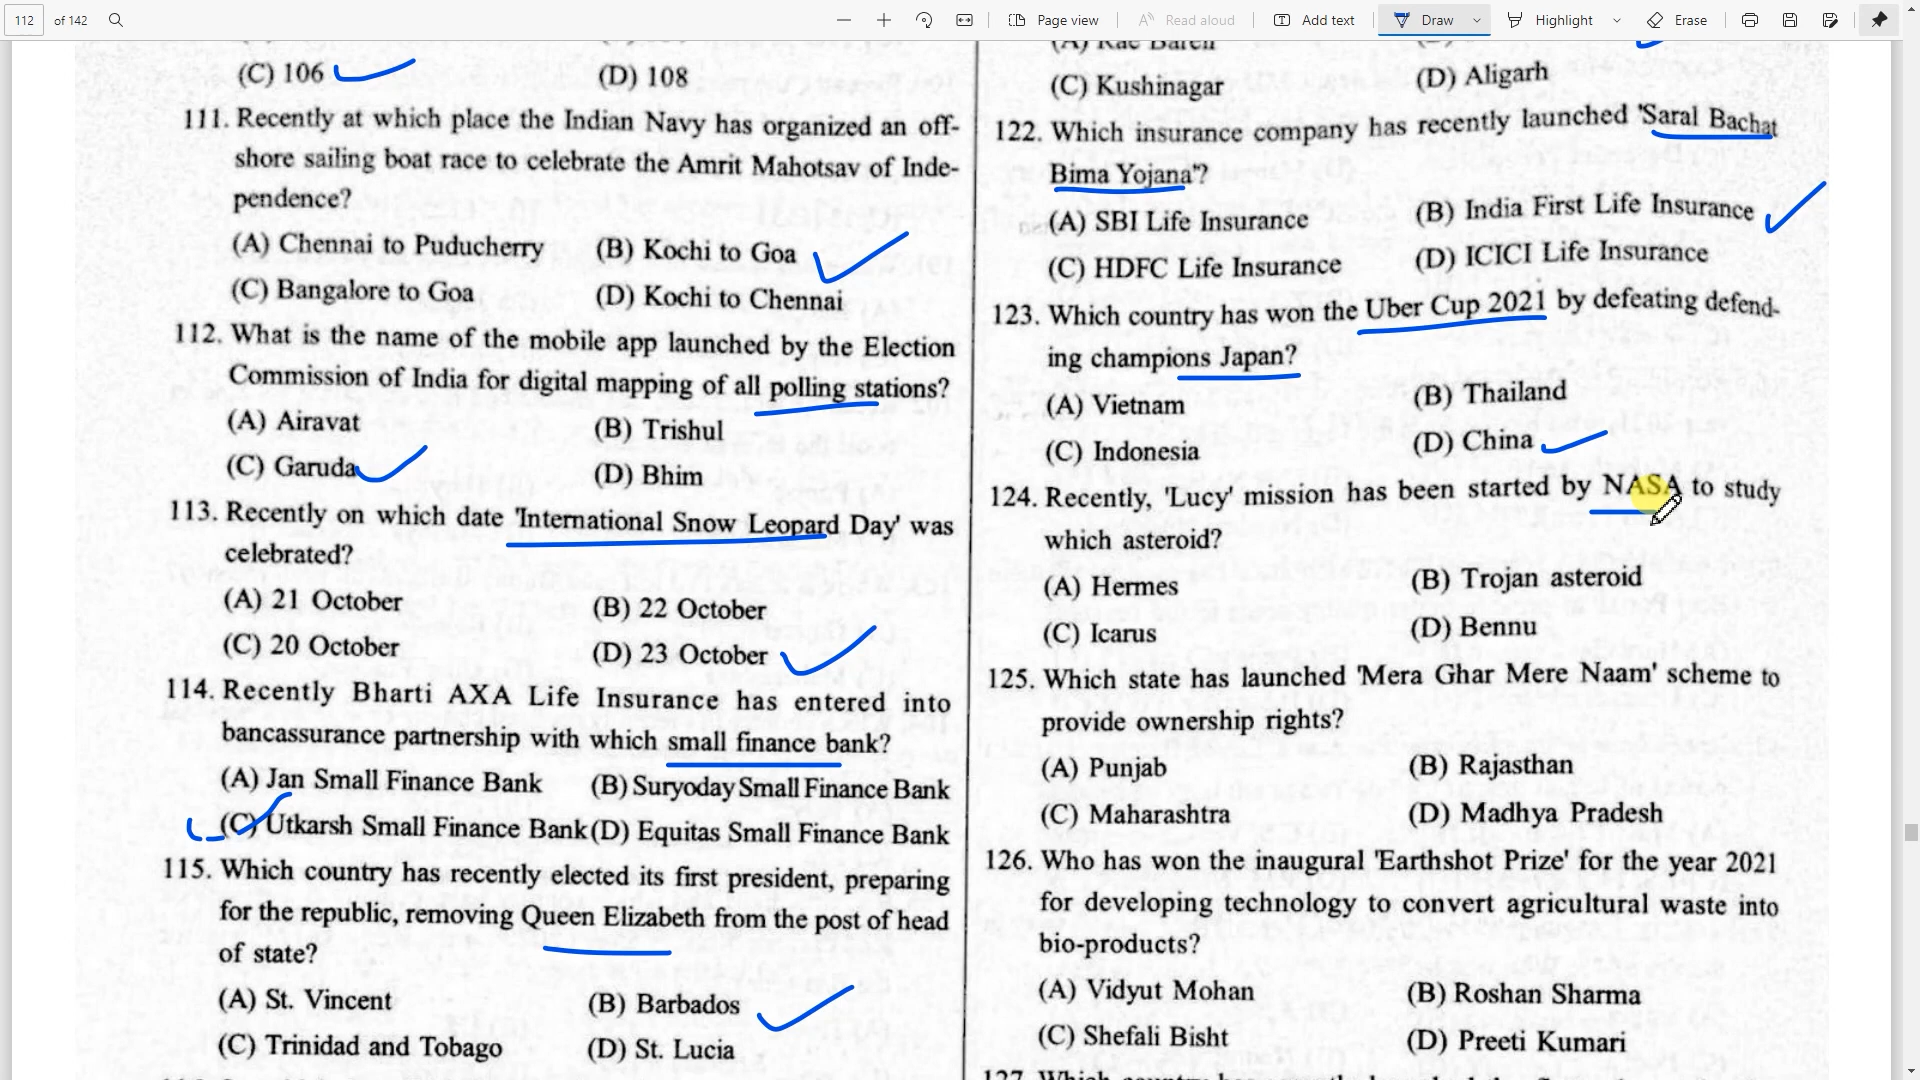 112 of 142
Page view
Read aloud
Add text
Draw
Highlight
Erase
(C) 106 (D) 108
111. Recently at which place the Indian Navy has organized an off-
shore sailing boat race to celebrate the Amrit Mahotsav of Inde-
pendence?
(A) Chennai to Puducherry (B) Kochi to Goa
(C) Bangalore to Goa (D) Kochi to Chennai
112. What is the name of the mobile app launched by the Election
Commission of India for digital mapping of all polling stations?
(A) Airavat (B) Trishul
(C) Garuda (D) Bhim
113. Recently on which date 'International Snow Leopard Day' was
celebrated?
(A) 21 October (B) 22 October
(C) 20 October (D) 23 October
114. Recently Bharti AXA Life Insurance has entered into
bancassurance partnership with which small finance bank?
(A) Jan Small Finance Bank (B) Suryoday Small Finance Bank
(C) Utkarsh Small Finance Bank (D) Equitas Small Finance Bank
115. Which country has recently elected its first president, preparing
for the republic, removing Queen Elizabeth from the post of head
of state?
(A) St. Vincent (B) Barbados
(C) Trinidad and Tobago (D) St. Lucia
(A) Rae Bareli
(C) Kushinagar (D) Aligarh
122. Which insurance company has recently launched 'Saral Bachat
Bima Yojana'?
(A) SBI Life Insurance (B) India First Life Insurance
(C) HDFC Life Insurance (D) ICICI Life Insurance
123. Which country has won the Uber Cup 2021 by defeating defend-
ing champions Japan?
(A) Vietnam (B) Thailand
(C) Indonesia (D) China
124. Recently, 'Lucy' mission has been started by NASA to study
which asteroid?
(A) Hermes (B) Trojan asteroid
(C) Icarus (D) Bennu
125. Which state has launched 'Mera Ghar Mere Naam' scheme to
provide ownership rights?
(A) Punjab (B) Rajasthan
(C) Maharashtra (D) Madhya Pradesh
126. Who has won the inaugural 'Earthshot Prize' for the year 2021
for developing technology to convert agricultural waste into
bio-products?
(A) Vidyut Mohan (B) Roshan Sharma
(C) Shefali Bisht (D) Preeti Kumari